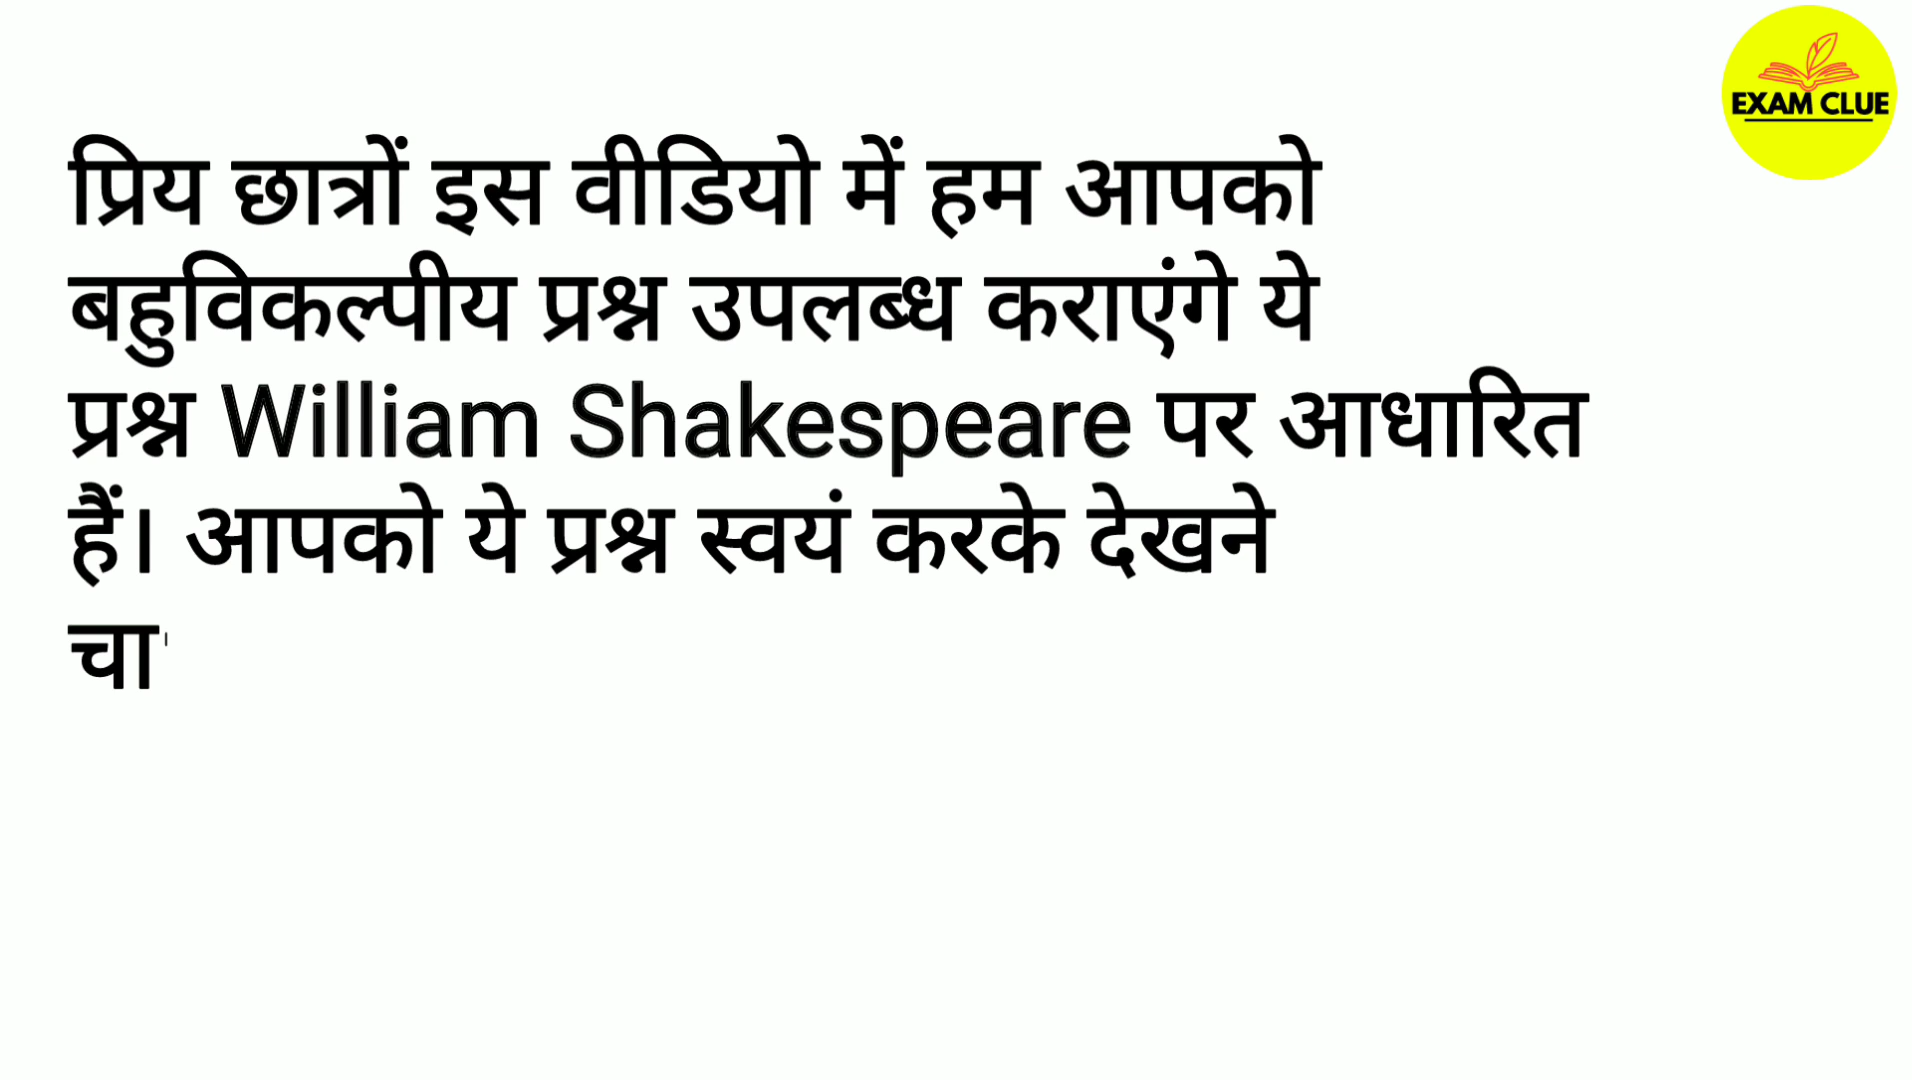 EXAM CLUE
प्रिय छात्रों इस वीडियो में हम आपको
बहुविकल्पीय प्रश्न उपलब्ध कराएंगे ये
प्रश्न William Shakespeare पर आधारित
हैं। आपको ये प्रश्न स्वयं करके देखने
चा